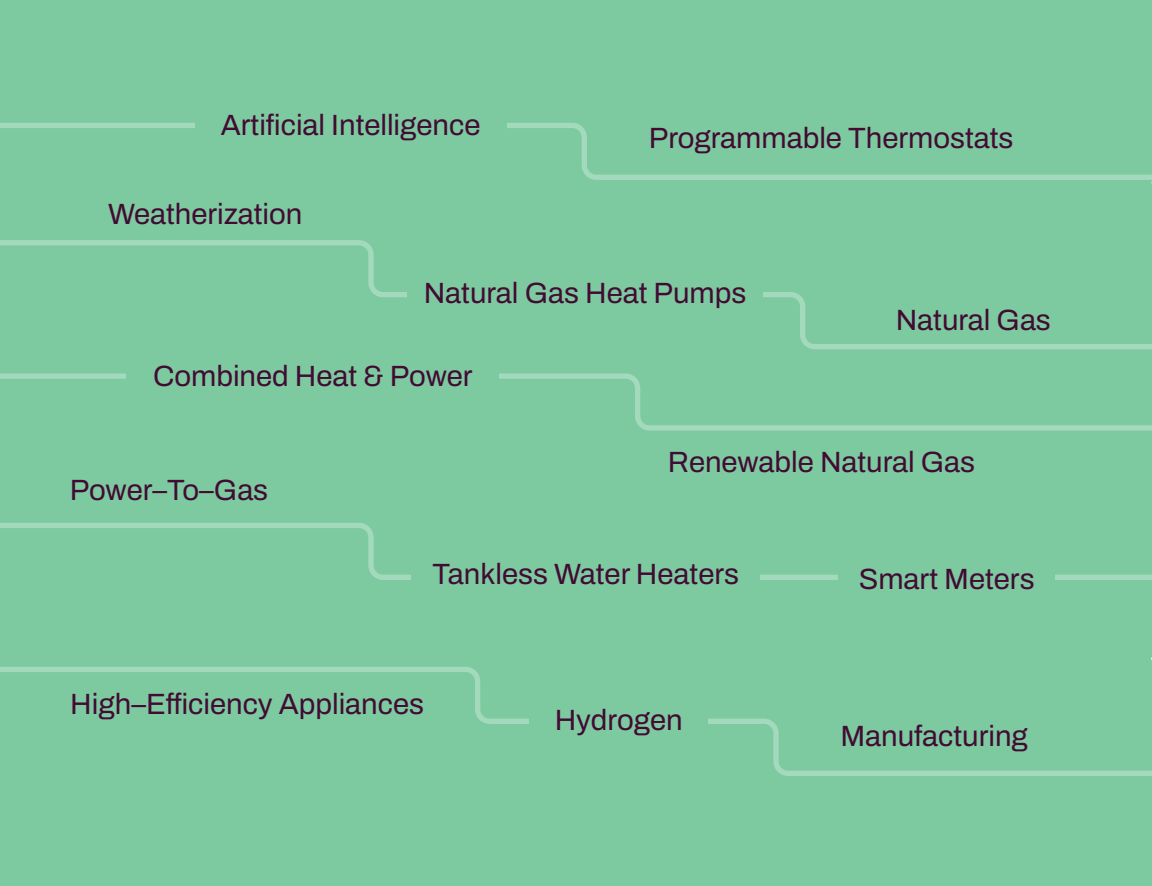 Artificial Intelligence
Programmable Thermostats
Weatherization
Natural Gas Heat Pumps
Natural Gas
Combined Heat & Power
Renewable Natural Gas
Power–To–Gas
Tankless Water Heaters
Smart Meters
High–Efficiency Appliances
Hydrogen
Manufacturing